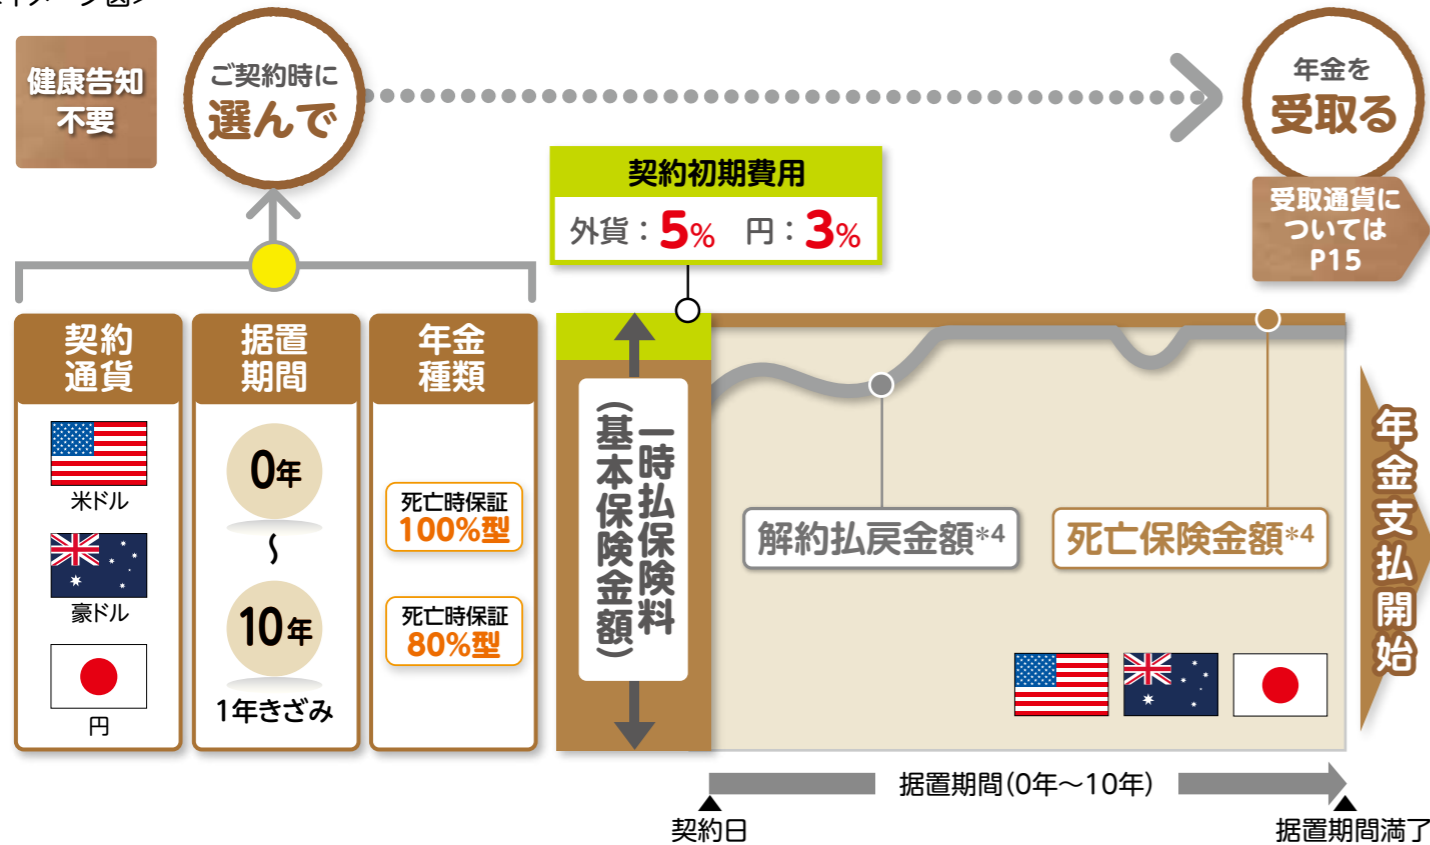 健康告知
不要
ご契約時に
選んで
年金を
受取る
受取通貨に
ついては
P15
契約初期費用
外貨：5% 円：3%
契約
通貨
米ドル
豪ドル
円
据置
期間
0年
〜
10年
1年きざみ
年金
種類
死亡時保証
100%型
死亡時保証
80%型
一時払保険料
（基本保険金額）
解約払戻金額*4
死亡保険金額*4
年金支払開始
据置期間(0年〜10年)
契約日
据置期間満了